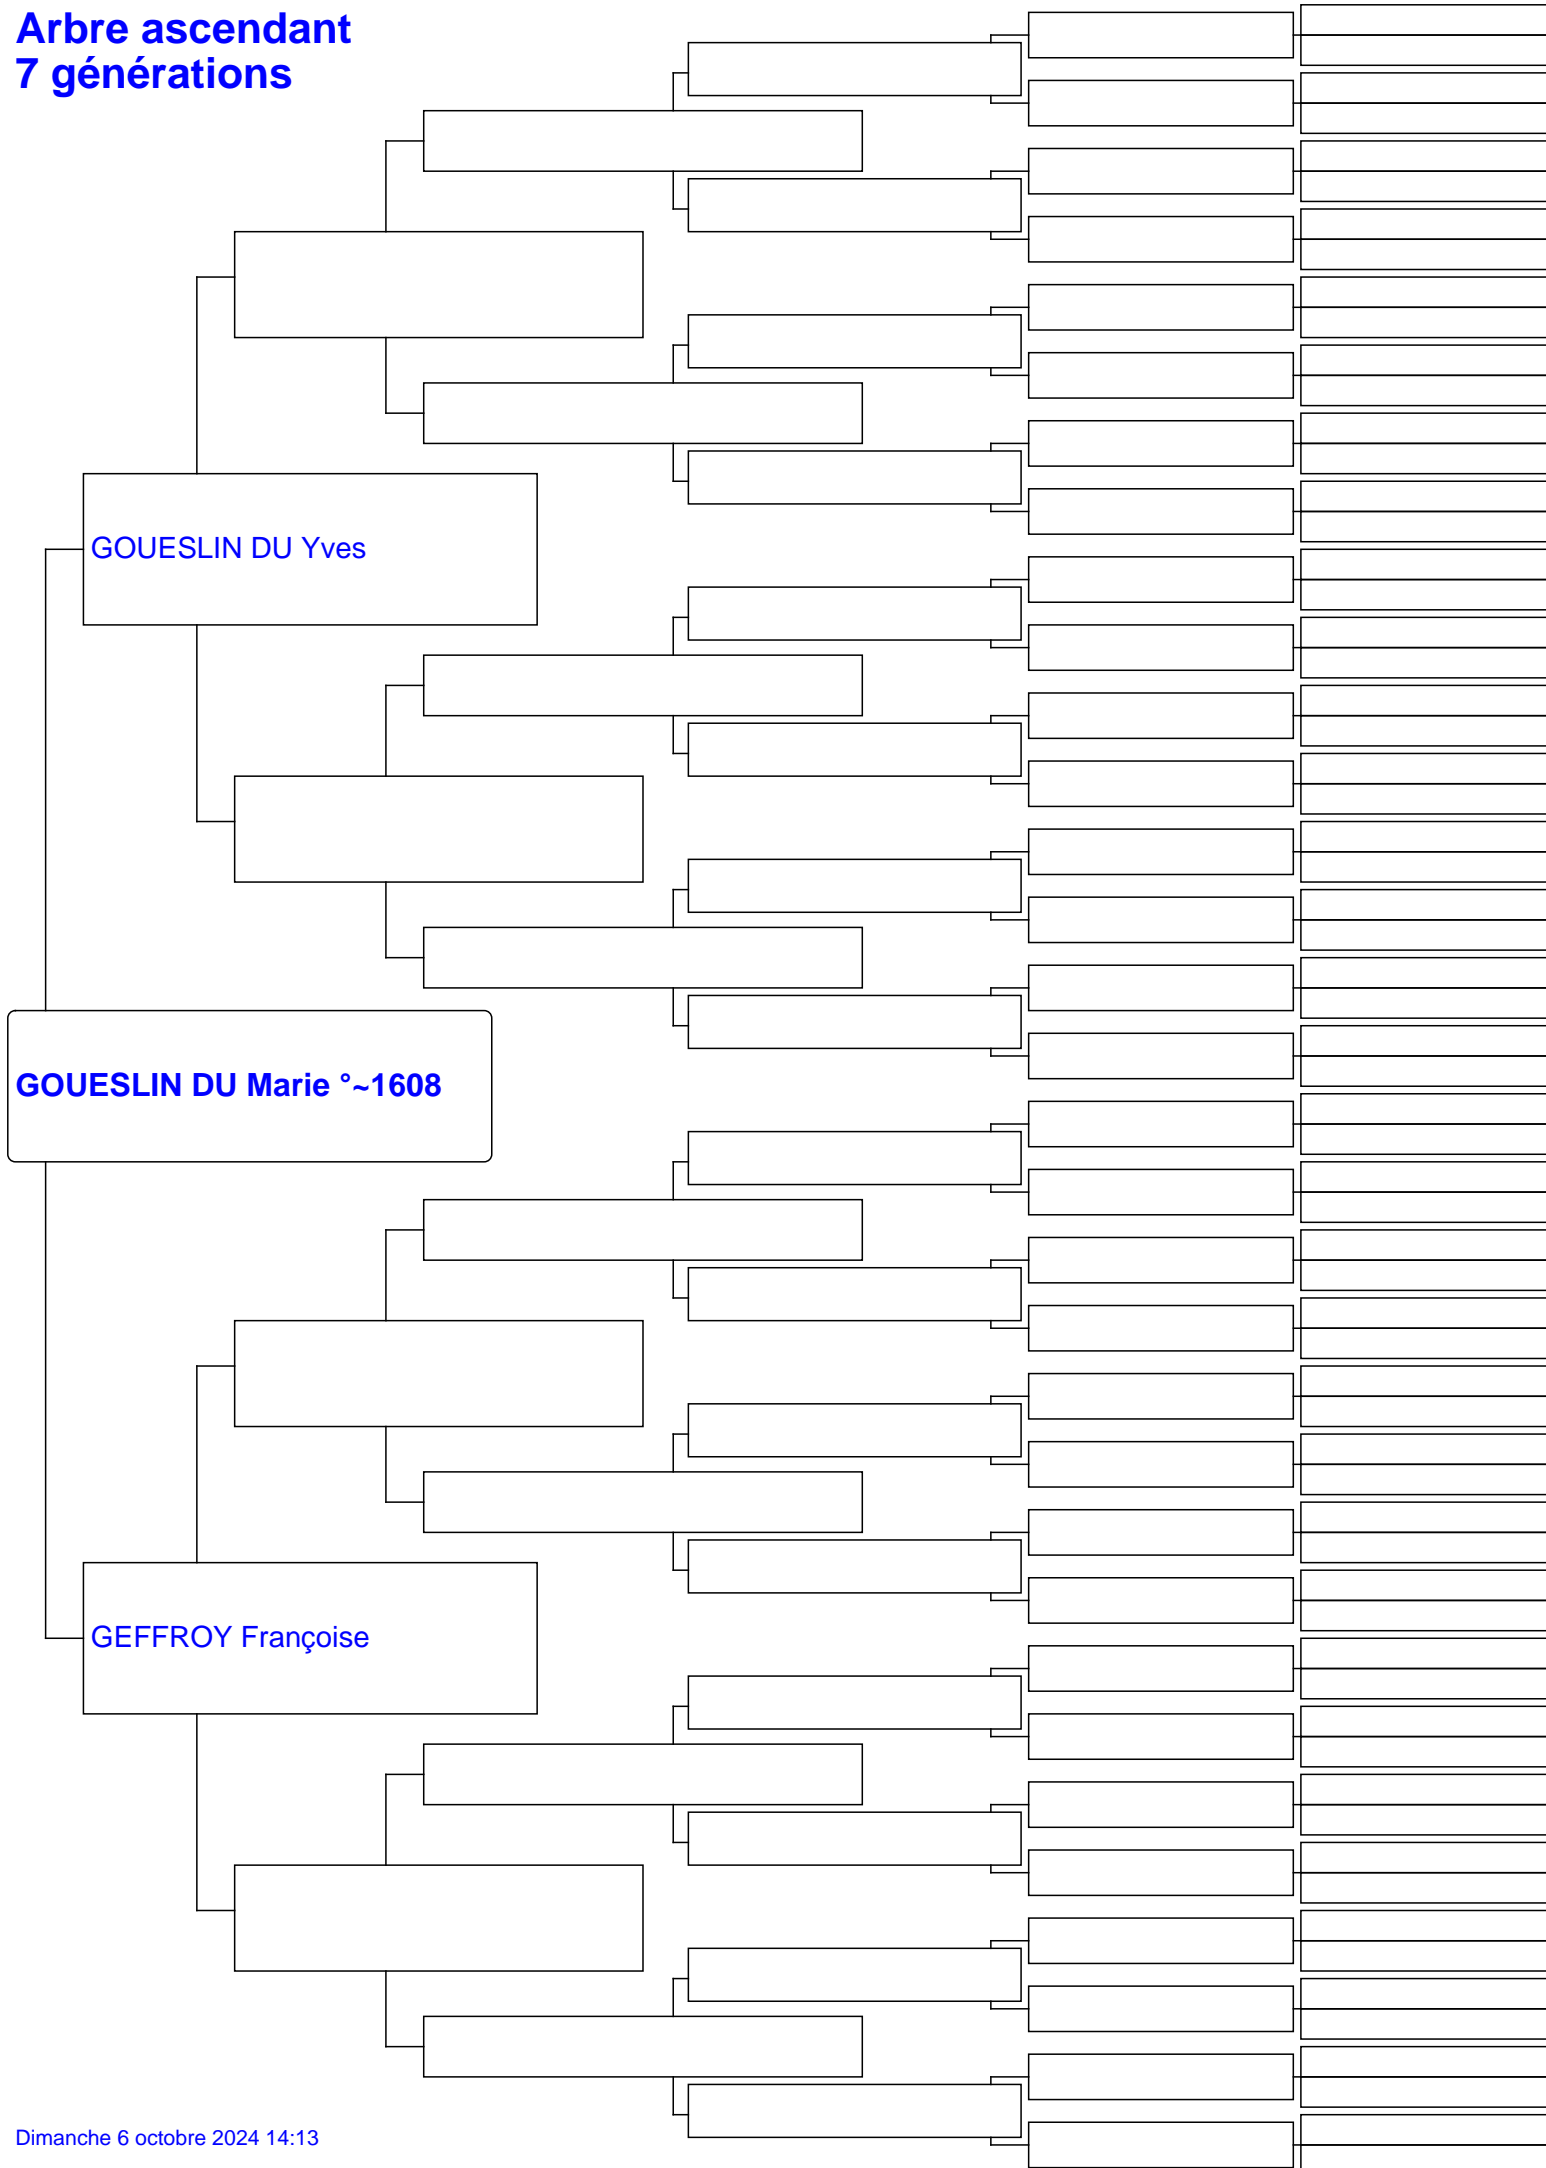 Arbre ascendant
7 générations
GOUESLIN DU Yves
GOUESLIN DU Marie °~1608
GEFFROY Françoise
Dimanche 6 octobre 2024 14:13